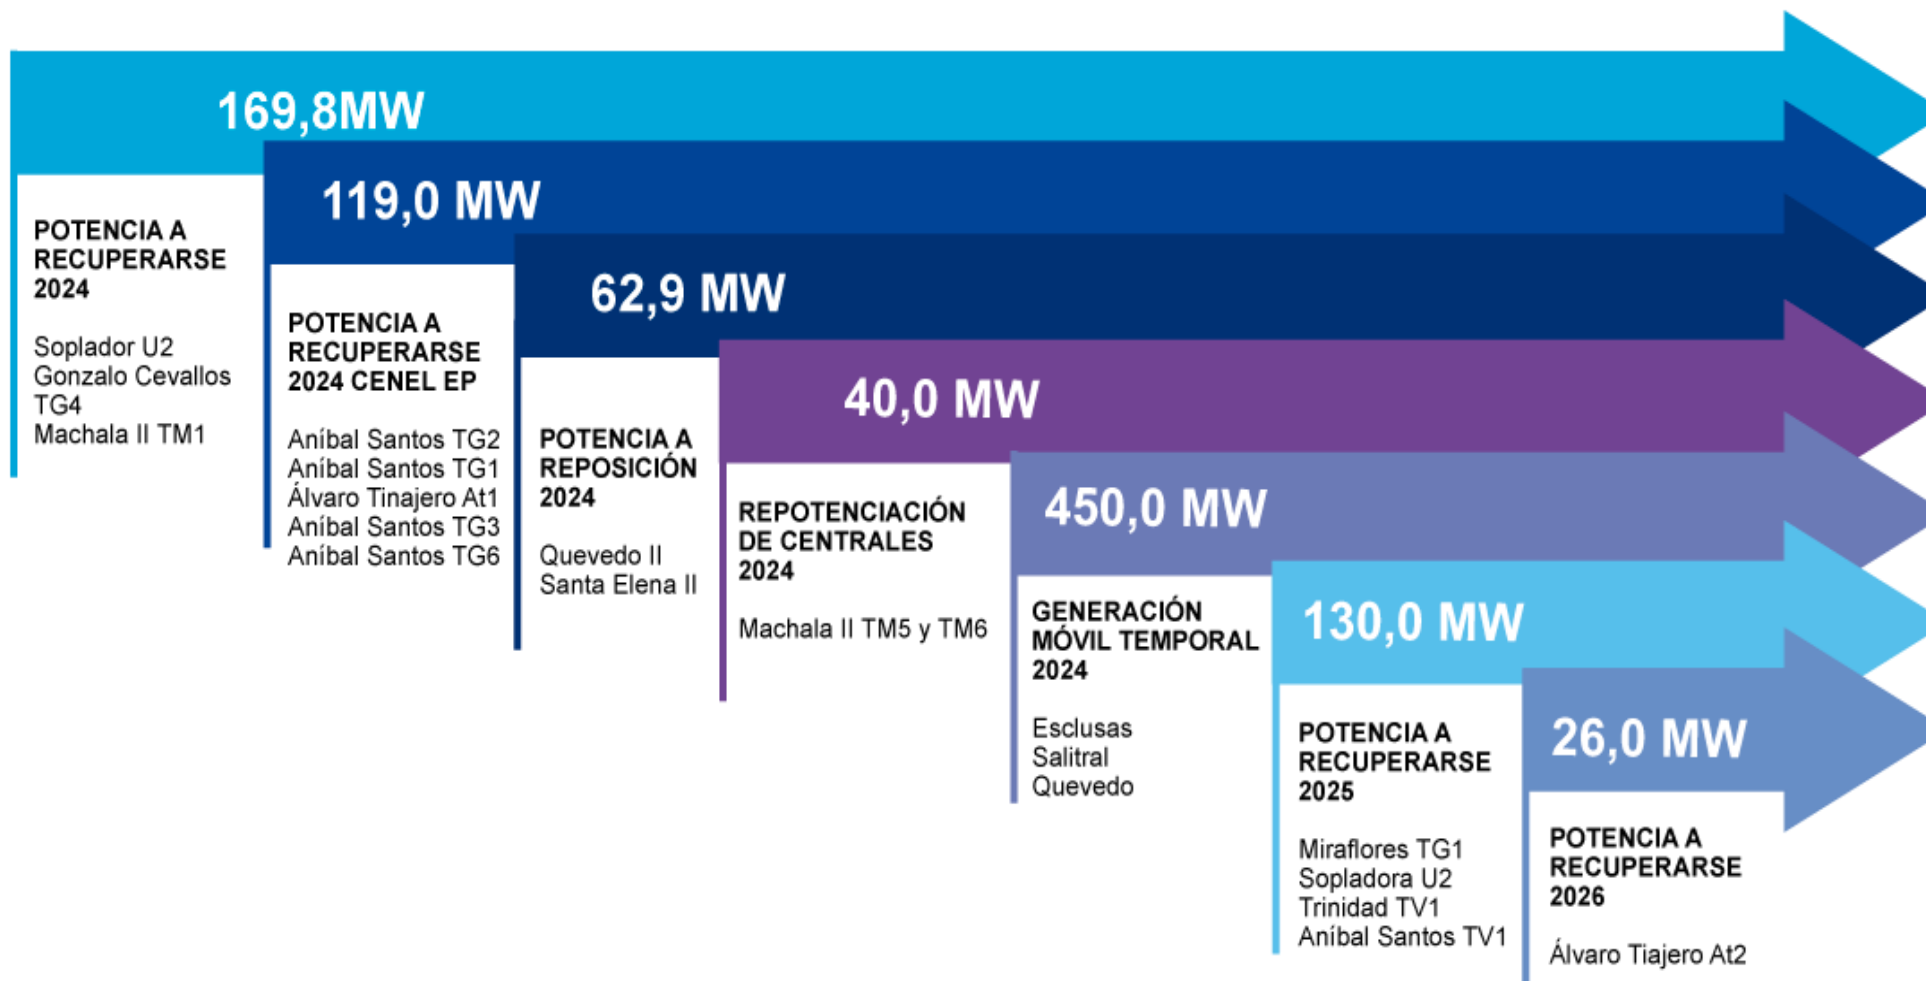 169,8MW
POTENCIA A
RECUPERARSE
2024
Soplador U2
Gonzalo Cevallos
TG4
Machala II TM1
119,0 MW
POTENCIA A
RECUPERARSE
2024 CENEL EP
Aníbal Santos TG2
Aníbal Santos TG1
Álvaro Tinajero At1
Aníbal Santos TG3
Aníbal Santos TG6
62,9 MW
POTENCIA A
REPOSICIÓN
2024
Quevedo II
Santa Elena II
40,0 MW
REPOTENCIACIÓN
DE CENTRALES
2024
Machala II TM5 y TM6
450,0 MW
GENERACIÓN
MÓVIL TEMPORAL
2024
Esclusas
Salitral
Quevedo
130,0 MW
POTENCIA A
RECUPERARSE
2025
Miraflores TG1
Sopladora U2
Trinidad TV1
Aníbal Santos TV1
26,0 MW
POTENCIA A
RECUPERARSE
2026
Álvaro Tiajero At2